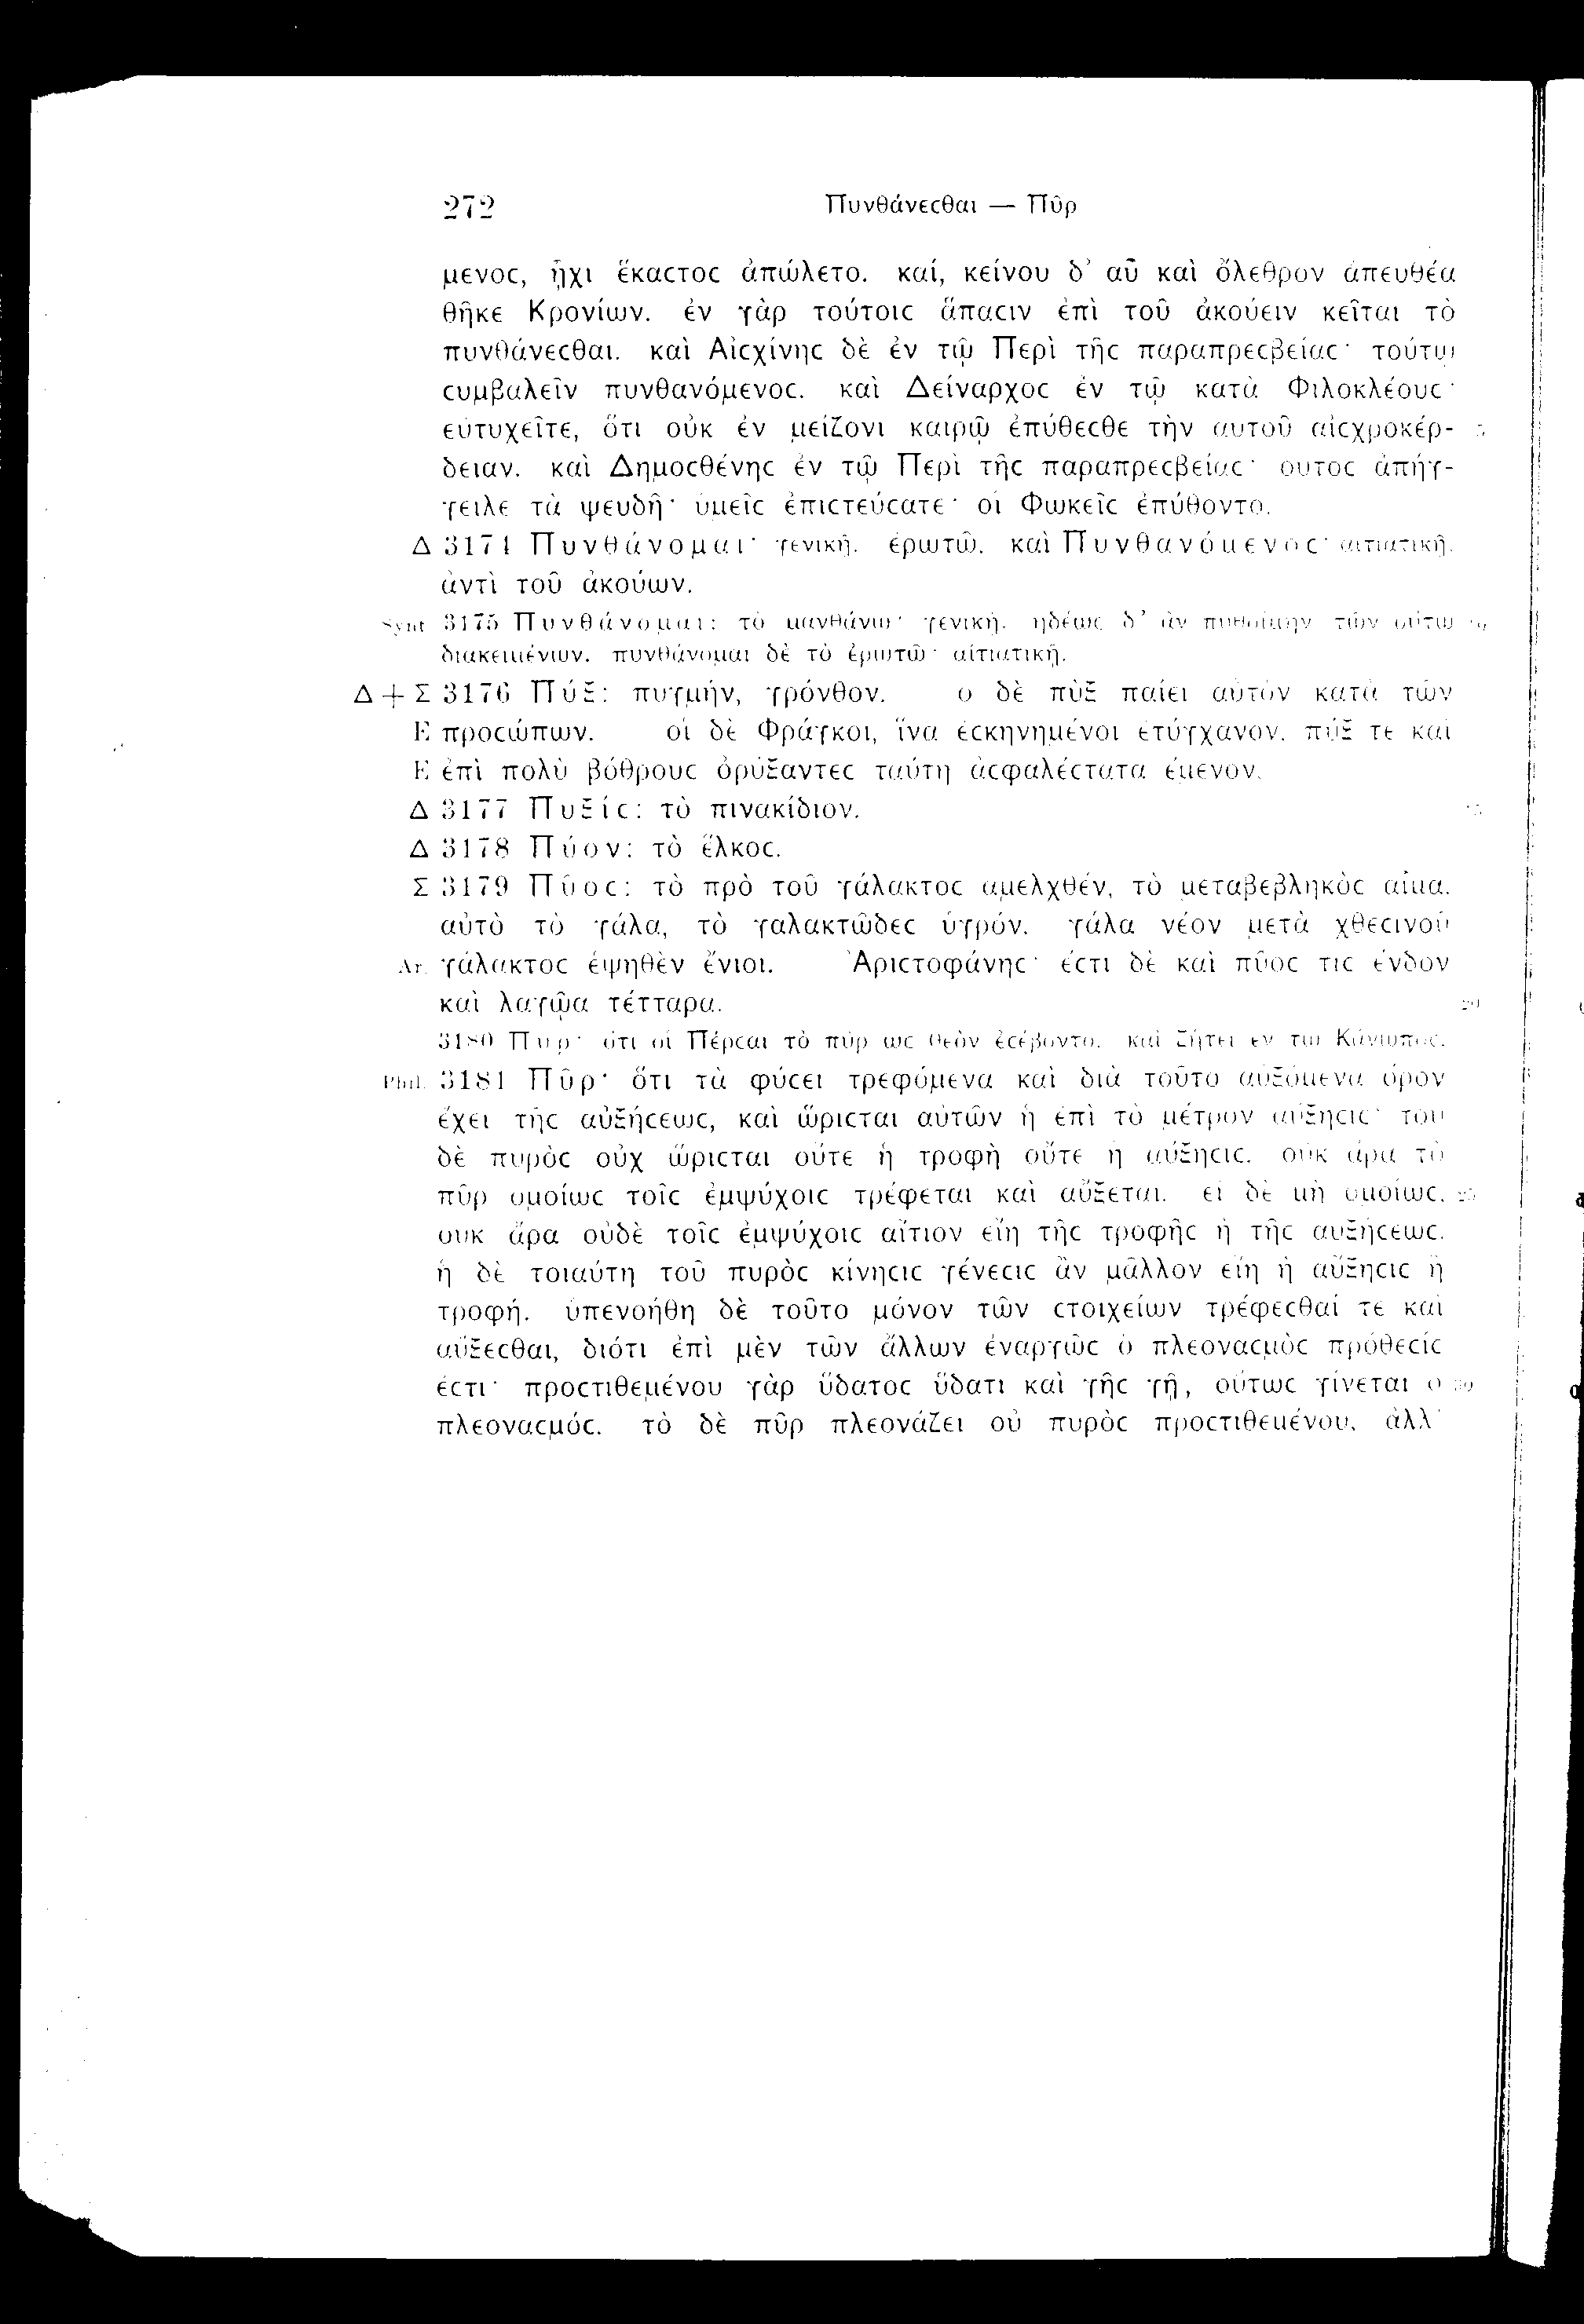 272 Πυνθάνεϲθαι — Πῦρ
μενοϲ, ᾗχι ἕκαϲτοϲ ἀπώλετο. καί, κείνου δ' αὖ καὶ ὄλεθρον ἀπευθέα
θῆκε Κρονίων. ἐν γὰρ τούτοιϲ ἅπαϲιν ἐπὶ τοῦ ἀκούειν κεῖται τὸ
πυνθάνεϲθαι. καὶ Αἰϲχίνηϲ δὲ ἐν τῷ Περὶ τῆϲ παραπρεϲβείαϲ· τούτῳ
ϲυμβαλεῖν πυνθανόμενοϲ. καὶ Δείναρχοϲ ἐν τῷ κατὰ Φιλοκλέουϲ·
εὐτυχεῖτε, ὅτι οὐκ ἐν μείζονι καιρῷ ἐπύθεϲθε τὴν αὐτοῦ αἰϲχροκέρ- 5
δειαν. καὶ Δημοϲθένηϲ ἐν τῷ Περὶ τῆϲ παραπρεϲβείαϲ· οὗτοϲ ἀπήγ-
γειλε τὰ ψευδῆ· ὑμεῖϲ ἐπιϲτεύϲατε· οἱ Φωκεῖϲ ἐπύθοντο.
Δ 3174 Πυνθάνομαι· γενικῇ. ἐρωτῶ. καὶ Πυνθανόμενοϲ· αἰτιατικῇ.
ἀντὶ τοῦ ἀκούων.
Synt 3175 Πυνθάνομαι: τὸ μανθάνω· γενικῇ. ἡδέωϲ δ' ἂν πυθοίμην τῶν οὕτω 10
διακειμένων. πυνθάνομαι δὲ τὸ ἐρωτῶ· αἰτιατικῇ.
Δ + Σ 3176 Πύξ: πυγμήν, γρόνθον. ὁ δὲ πὺξ παίει αὐτὸν κατὰ τῶν
Ε προϲώπων. οἱ δὲ Φράγκοι, ἵνα ἐϲκηνημένοι ἐτύγχανον, πύξ τε καὶ
Ε ἐπὶ πολὺ βόθρουϲ ὀρύξαντεϲ ταύτῃ ἀϲφαλέϲτατα ἔμενον.
Δ 3177 Πυξίϲ: τὸ πινακίδιον. 15
Δ 3178 Πύον: τὸ ἕλκοϲ.
Σ 3179 Πῦοϲ: τὸ πρὸ τοῦ γάλακτοϲ ἀμελχθέν, τὸ μεταβεβληκὸϲ αἷμα.
αὐτὸ τὸ γάλα, τὸ γαλακτῶδεϲ ὑγρόν. γάλα νέον μετὰ χθεϲινοῦ
Ar. γάλακτοϲ ἑψηθὲν ἔνιοι. Ἀριϲτοφάνηϲ· ἔϲτι δὲ καὶ πῦοϲ τιϲ ἔνδον
καὶ λαγῷα τέτταρα. 20
3180 Πῦρ· ὅτι οἱ Πέρϲαι τὸ πῦρ ὡϲ θεὸν ἐϲέβοντο. καὶ ζήτει ἐν τῷ Κάνωποϲ.
Phil. 3181 Πῦρ· ὅτι τὰ φύϲει τρεφόμενα καὶ διὰ τοῦτο αὐξόμενα ὅρον
ἔχει τῆϲ αὐξήϲεωϲ, καὶ ὥριϲται αὐτῶν ἡ ἐπὶ τὸ μέτρον αὔξηϲιϲ· τοῦ
δὲ πυρὸϲ οὐχ ὥριϲται οὔτε ἡ τροφὴ οὔτε ἡ αὔξηϲιϲ. οὐκ ἄρα τὸ
πῦρ ὁμοίωϲ τοῖϲ ἐμψύχοιϲ τρέφεται καὶ αὔξεται. εἰ δὲ μὴ ὁμοίωϲ, 25
οὐκ ἄρα οὐδὲ τοῖϲ ἐμψύχοιϲ αἴτιον εἴη τῆϲ τροφῆϲ ἢ τῆϲ αὐξήϲεωϲ.
ἡ δὲ τοιαύτη τοῦ πυρὸϲ κίνηϲιϲ γένεϲιϲ ἂν μᾶλλον εἴη ἢ αὔξηϲιϲ ἢ
τροφή. ὑπενοήθη δὲ τοῦτο μόνον τῶν ϲτοιχείων τρέφεϲθαί τε καὶ
αὔξεϲθαι, διότι ἐπὶ μὲν τῶν ἄλλων ἐναργῶϲ ὁ πλεοναϲμὸϲ πρόθεϲίϲ
ἐϲτι· προϲτιθεμένου γὰρ ὕδατοϲ ὕδατι καὶ γῆϲ γῇ, οὕτωϲ γίνεται ὁ 30
πλεοναϲμόϲ. τὸ δὲ πῦρ πλεονάζει οὐ πυρὸϲ προϲτιθεμένου, ἀλλ'